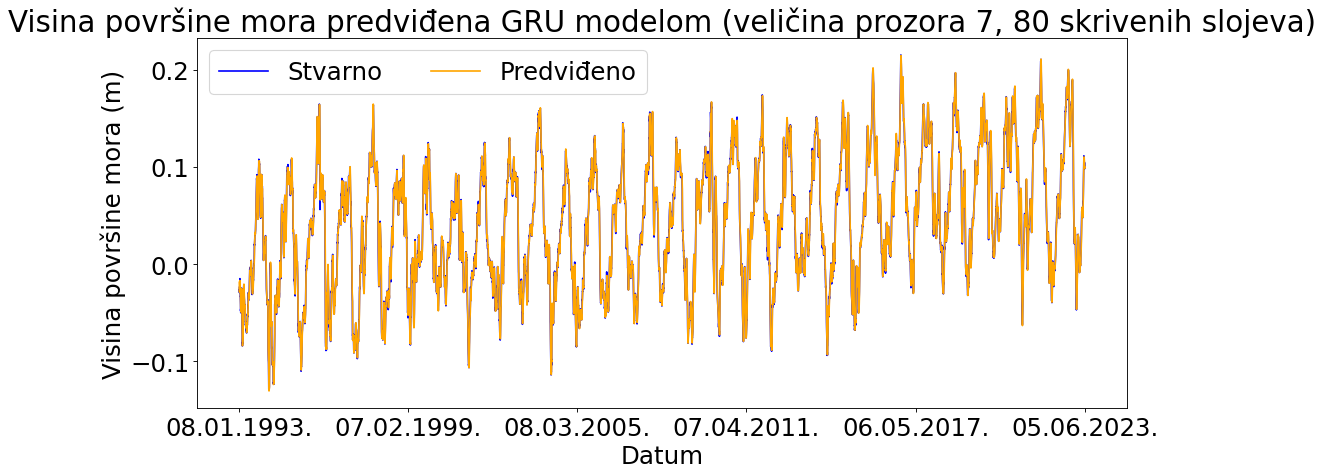 Visina površine mora predviđena GRU modelom (veličina prozora 7, 80 skrivenih slojeva)
Stvarno Predviđeno
Visina površine mora (m)
0.2
0.1
0.0
−0.1
08.01.1993. 07.02.1999. 08.03.2005. 07.04.2011. 06.05.2017. 05.06.2023.
Datum